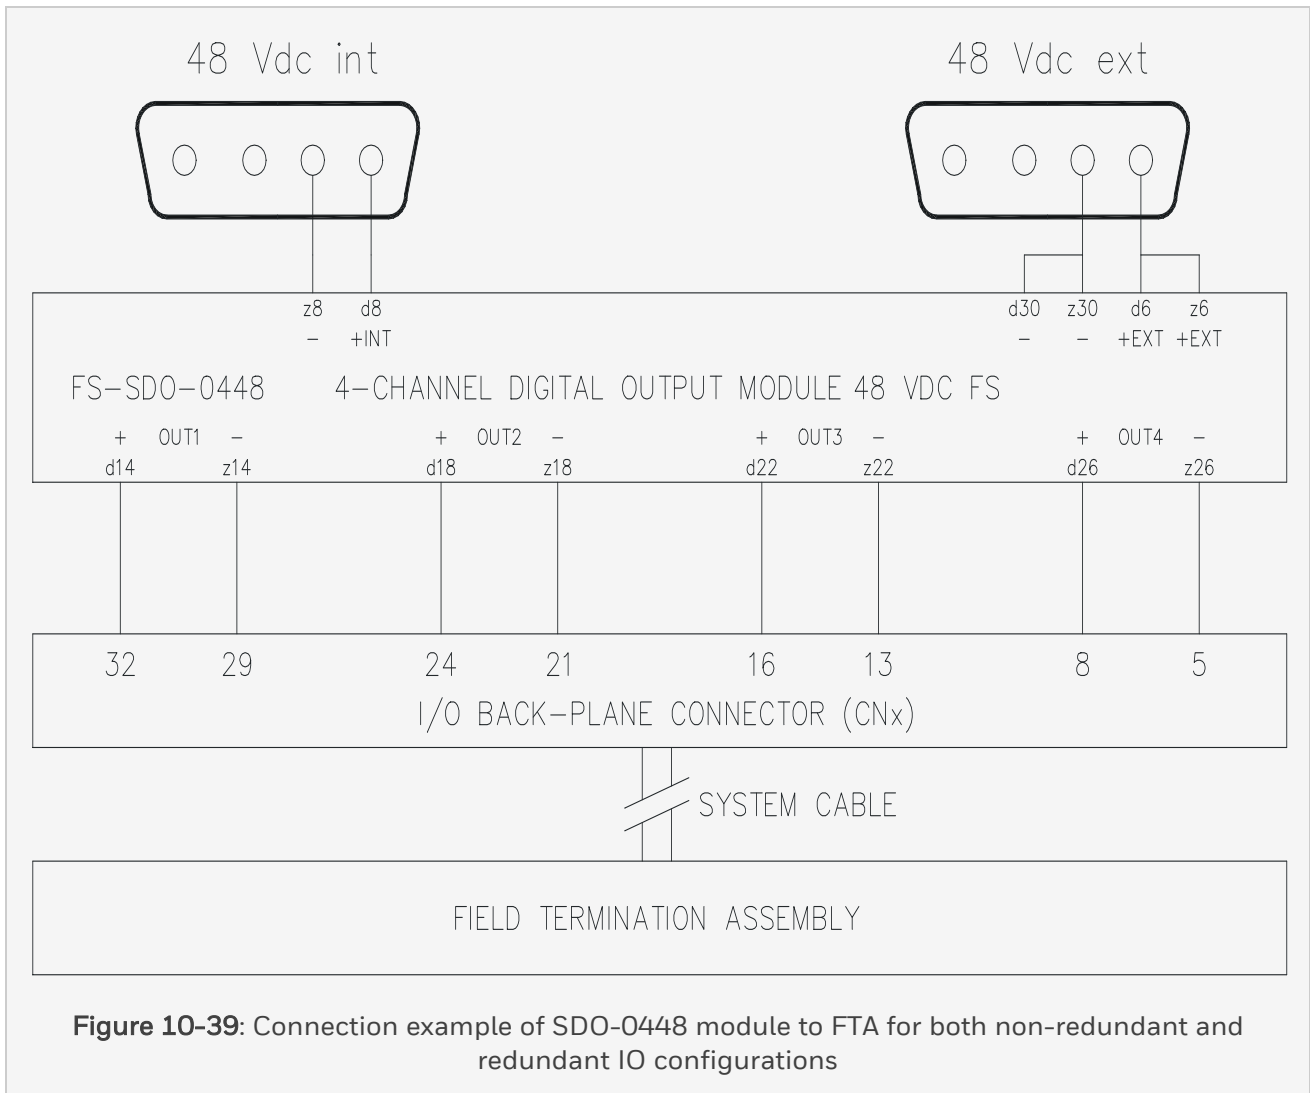 48 Vdc int 48 Vdc ext
z8 d8 d30 z30 d6 z6
− +INT − − +EXT +EXT
FS−SDO−0448 4−CHANNEL DIGITAL OUTPUT MODULE 48 VDC FS
+ OUT1 − + OUT2 − + OUT3 − + OUT4 −
d14 z14 d18 z18 d22 z22 d26 z26
32 29 24 21 16 13 8 5
I/O BACK−PLANE CONNECTOR (CNx)
SYSTEM CABLE
FIELD TERMINATION ASSEMBLY
Figure 10-39: Connection example of SDO-0448 module to FTA for both non-redundant and
redundant IO configurations